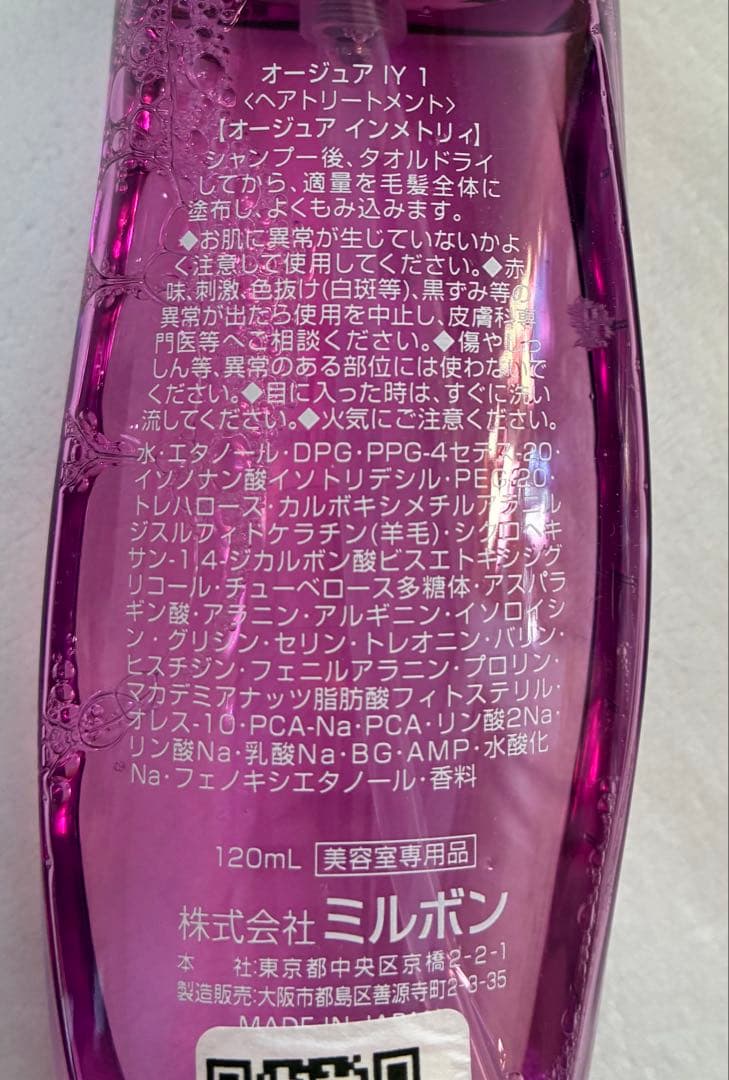 オージュア IY 1
〈ヘアトリートメント〉
【オージュア インメトリィ】
シャンプー後、タオルドライ
してから、適量を毛髪全体に
塗布し、よくもみ込みます。
◆お肌に異常が生じていないかよ
く注意して使用してください。◆赤
味、刺激、色抜け(白斑等)、黒ずみ等の
異常が出たら使用を中止し、皮膚科専
門医等へご相談ください。◆傷やしっ
しん等、異常のある部位には使わないで
ください。◆目に入った時は、すぐに洗い
流してください。◆火気にご注意ください。
水・エタノール・DPG・PPG-4セテス-20・
イソノナン酸イソトリデシル・PEG-20・
トレハロース・カルボキシメチルアラニル
ジスルフィドケラチン(羊毛)・シクロヘキ
サン-1,4-ジカルボン酸ビスエトキシジグ
リコール・チューベロース多糖体・アスパラ
ギン酸・アラニン・アルギニン・イソロイシ
ン・グリシン・セリン・トレオニン・バリン・
ヒスチジン・フェニルアラニン・プロリン・
マカデミアナッツ脂肪酸フィトステリル・
オレス-10・PCA-Na・PCA・リン酸2Na・
リン酸Na・乳酸Na・BG・AMP・水酸化
Na・フェノキシエタノール・香料
120mL 美容室専用品
株式会社 ミルボン
本 社:東京都中央区京橋2-2-1
製造販売:大阪市都島区善源寺町2-3-35
MADE IN JAPAN